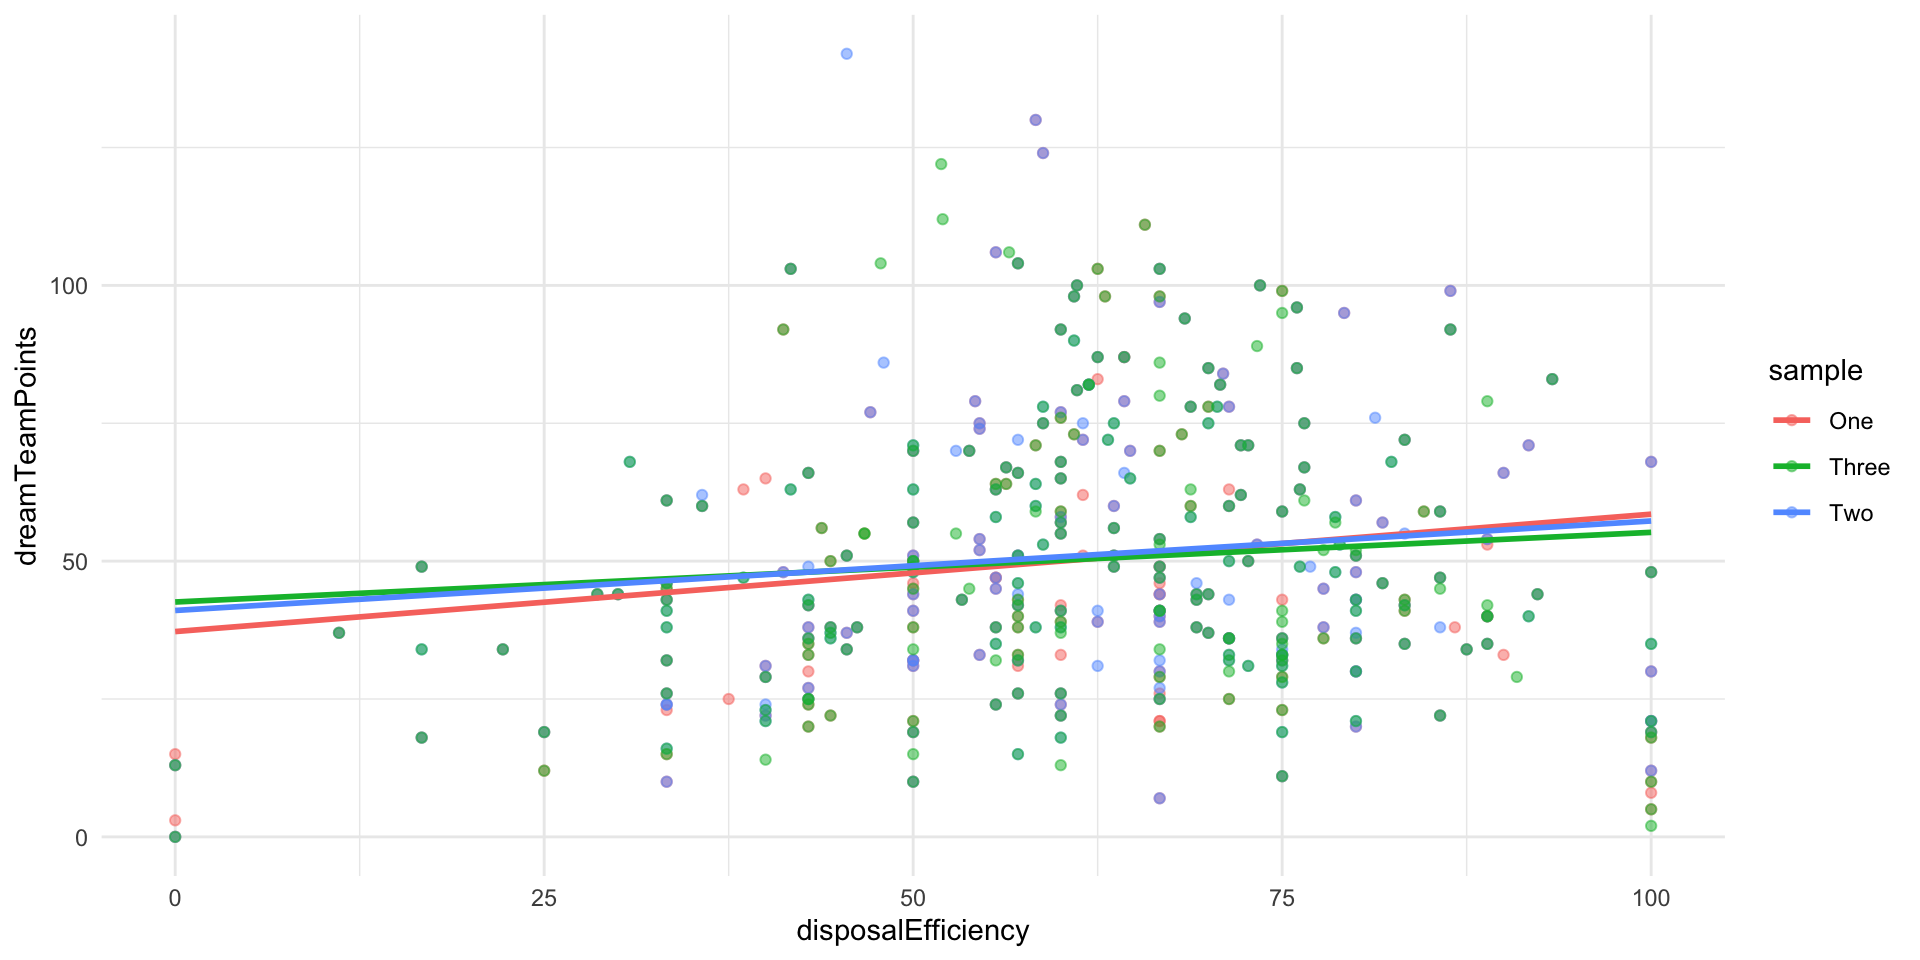 dreamTeamPoints
100
50
0
0
25
50
75
100
disposalEfficiency
sample
One
Three
Two